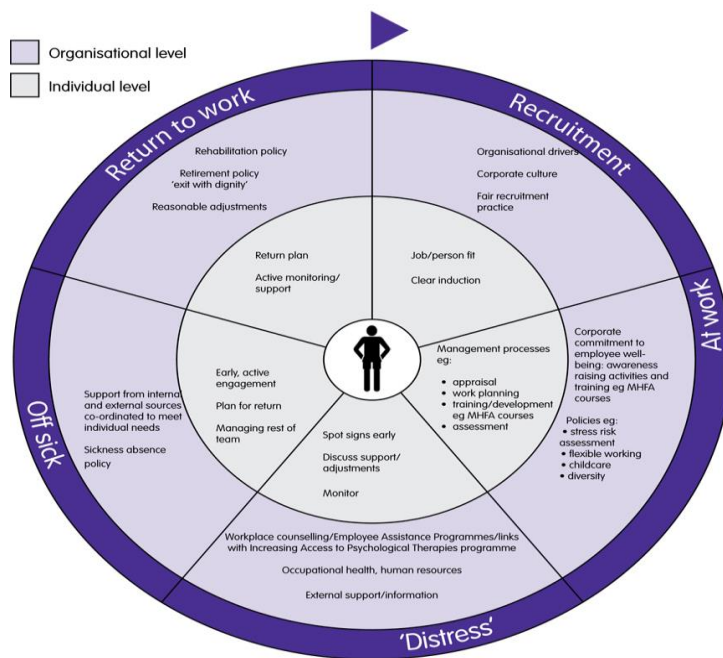 Organisational level
Individual level
Return to work
Recruitment
At work
'Distress'
Off sick
Rehabilitation policy
Retirement policy
'exit with dignity'
Reasonable adjustments
Organisational drivers
Corporate culture
Fair recruitment
practice
Return plan
Active monitoring/
support
Job/person fit
Clear induction
Corporate
commitment to
employee well-
being; awareness
raising activities and
training eg MHFA
courses
Policies eg:
• stress risk
assessment
• flexible working
• childcare
• diversity
Management processes
eg:
• appraisal
• work planning
• training/development
eg MHFA courses
• assessment
Spot signs early
Discuss support/
adjustments
Monitor
Workplace counselling/Employee Assistance Programmes/links
with Increasing Access to Psychological Therapies programme
Occupational health, human resources
External support/information
Early, active
engagement
Plan for return
Managing rest of
team
Support from internal
and external sources
co-ordinated to meet
individual needs
Sickness absence
policy